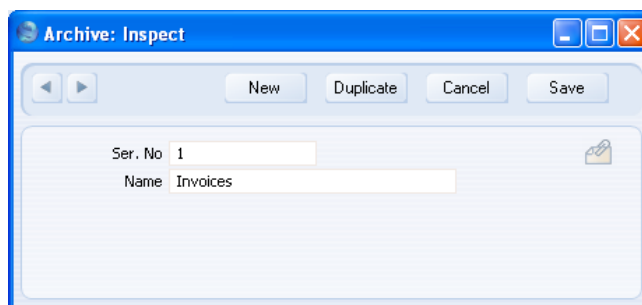 Archive: Inspect
New Duplicate Cancel Save
Ser. No 1
Name Invoices